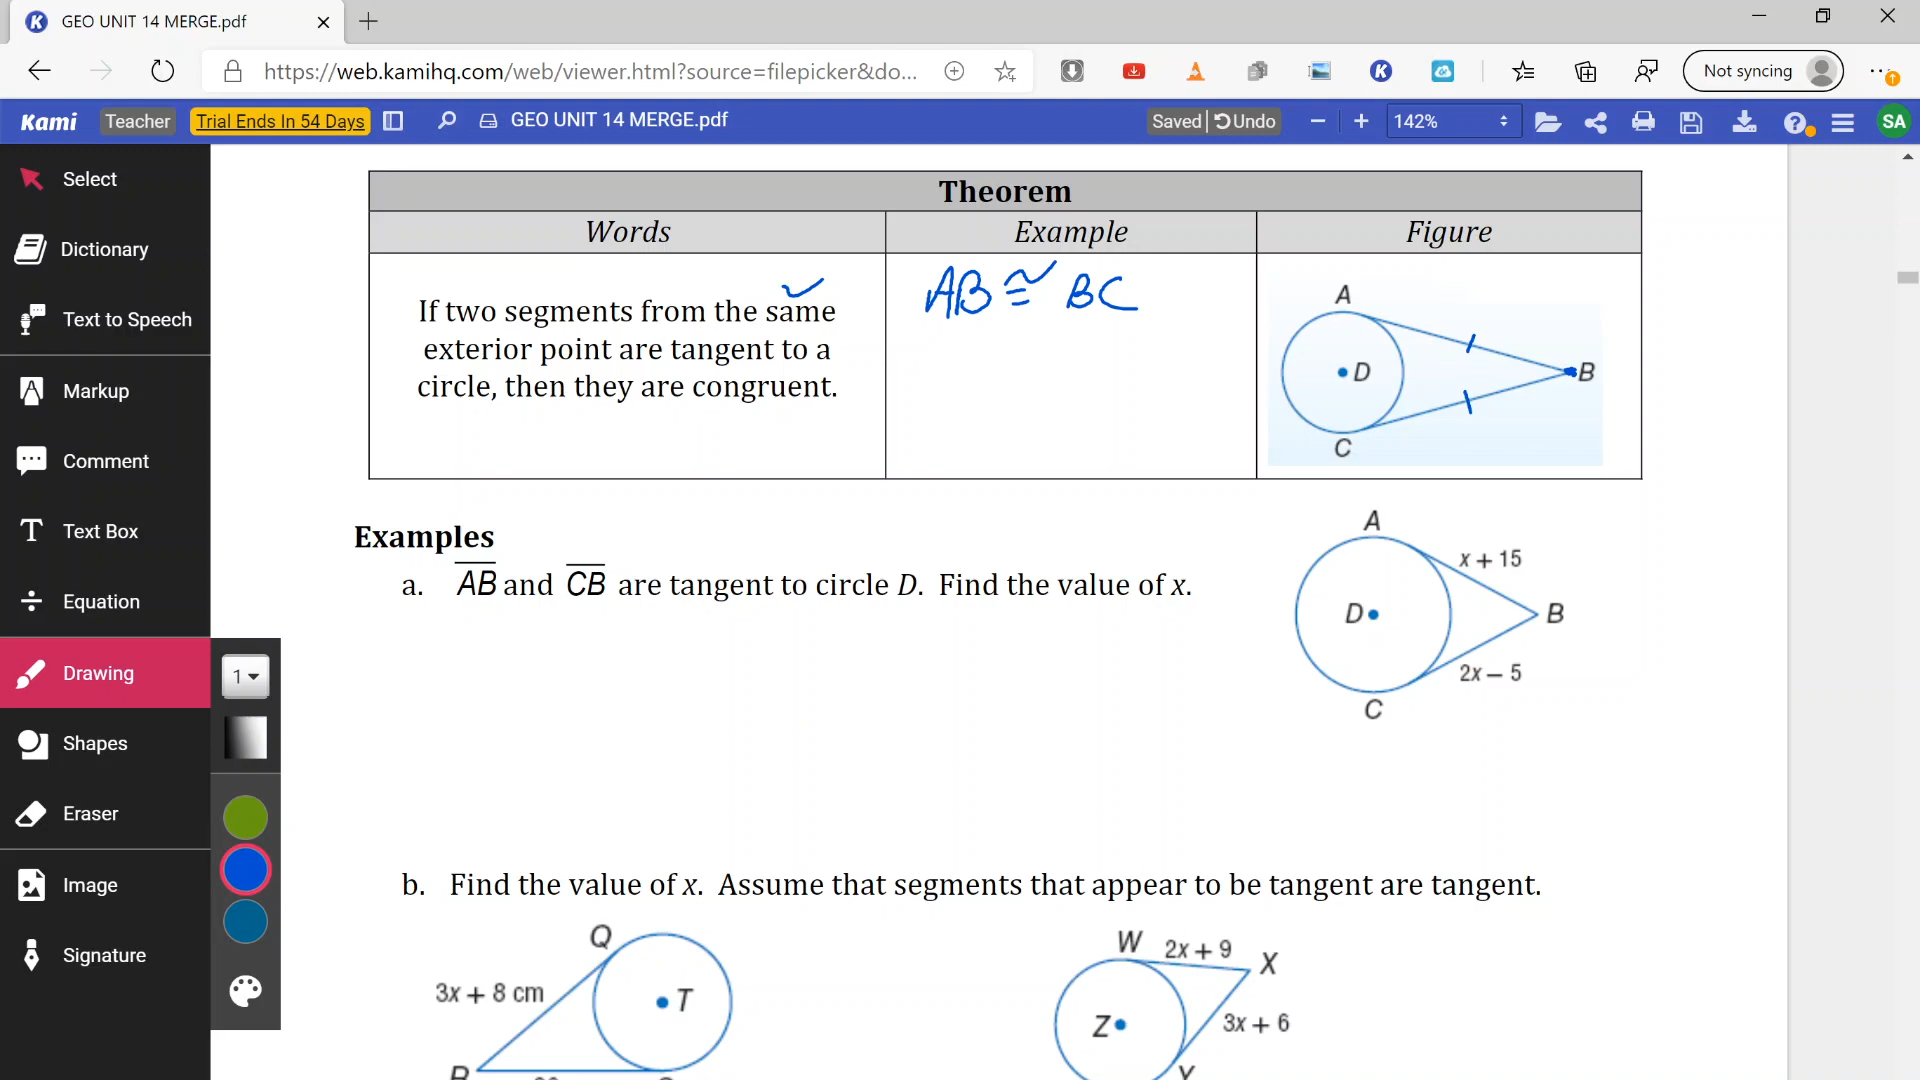 GEO UNIT 14 MERGE.pdf
https://web.kamihq.com/web/viewer.html?source=filepicker&do...
Not syncing
Kami Teacher Trial Ends In 54 Days GEO UNIT 14 MERGE.pdf Saved Undo 142% SA
Select
Dictionary
Text to Speech
Markup
Comment
Text Box
Equation
Drawing
1
Shapes
Eraser
Image
Signature
Theorem
Words Example Figure
If two segments from the same
exterior point are tangent to a
circle, then they are congruent.
AB ≅ BC
A
D
B
C
Examples
a. AB and CB are tangent to circle D. Find the value of x.
A
x + 15
D
B
2x – 5
C
b. Find the value of x. Assume that segments that appear to be tangent are tangent.
Q
3x + 8 cm
T
W
2x + 9
X
Z
3x + 6
Y